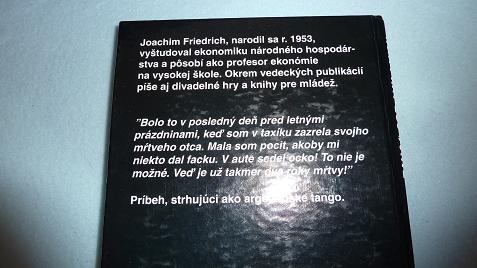 Joachim Friedrich, narodil sa r. 1953,
vyštudoval ekonomiku národného hospodár-
stva a pôsobí ako profesor ekonómie
na vysokej škole. Okrem vedeckých publikácií
píše aj divadelné hry a knihy pre mládež.
"Bolo to v posledný deň pred letnými
prázdninami, keď som v taxíku zazrela svojho
mŕtveho otca. Mala som pocit, akoby mi
niekto dal facku. V aute sedel ocko! To nie je
možné. Veď je už takmer dva roky mŕtvy!"
Príbeh, strhujúci ako argentínske tango.